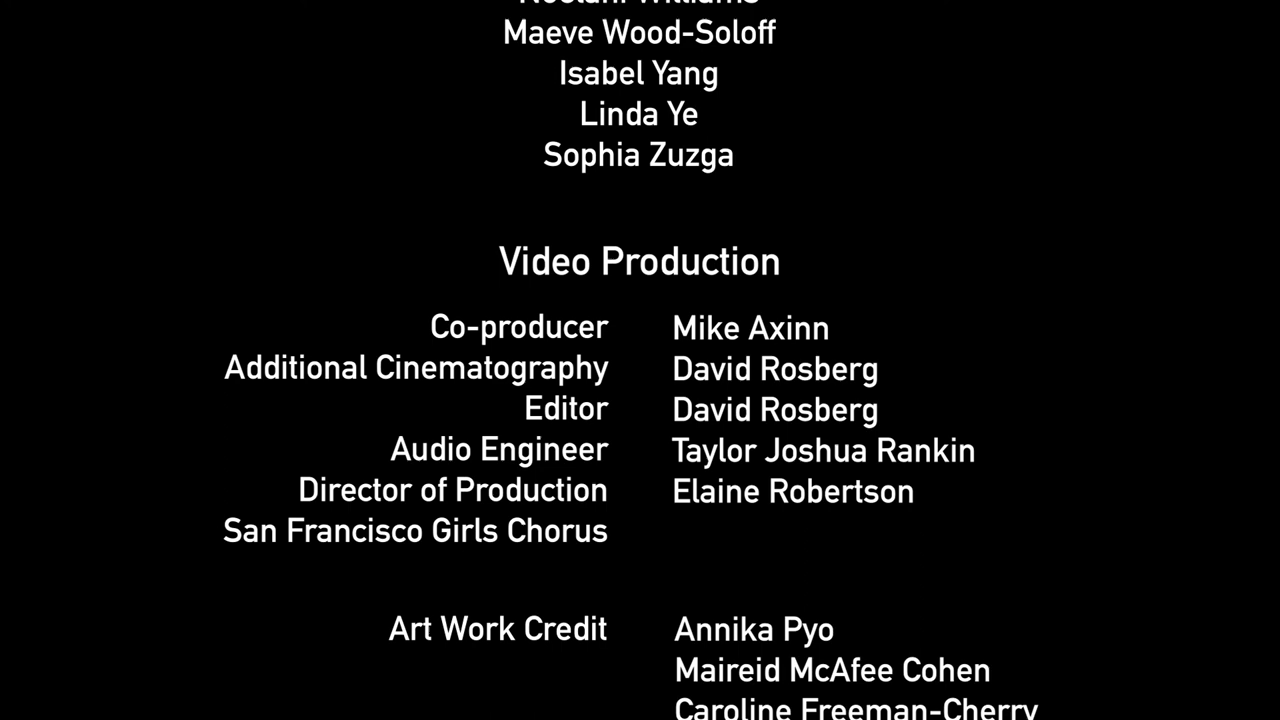 Williams
Maeve Wood-Soloff
Isabel Yang
Linda Ye
Sophia Zuzga
Video Production
Co-producer Mike Axinn
Additional Cinematography David Rosberg
Editor David Rosberg
Audio Engineer Taylor Joshua Rankin
Director of Production Elaine Robertson
San Francisco Girls Chorus
Art Work Credit Annika Pyo
Maireid McAfee Cohen
Caroline Freeman-Cherry